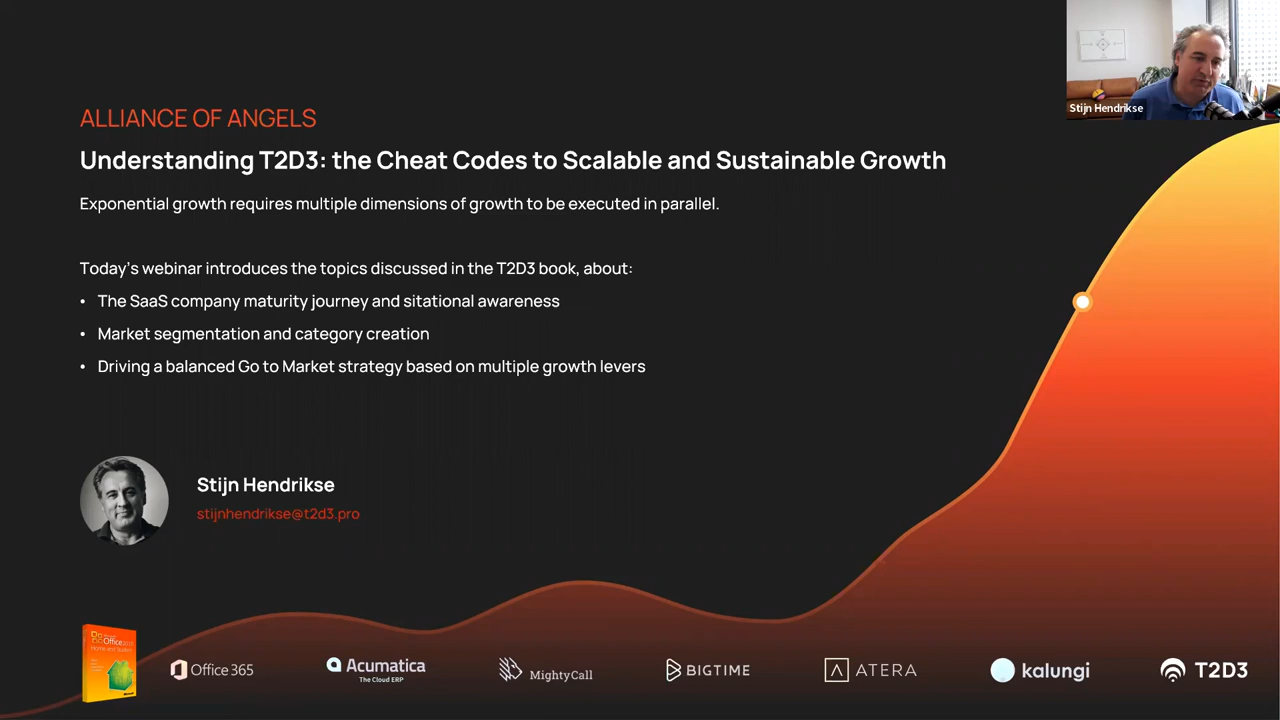 Stijn Hendrikse
ALLIANCE OF ANGELS
Understanding T2D3: the Cheat Codes to Scalable and Sustainable Growth
Exponential growth requires multiple dimensions of growth to be executed in parallel.
Today's webinar introduces the topics discussed in the T2D3 book, about:
• The SaaS company maturity journey and sitational awareness
• Market segmentation and category creation
• Driving a balanced Go to Market strategy based on multiple growth levers
Stijn Hendrikse
stijnhendrikse@t2d3.pro
Office
Office 365
Acumatica
The Cloud ERP
MightyCall
BIGTIME
ATERA
kalungi
T2D3